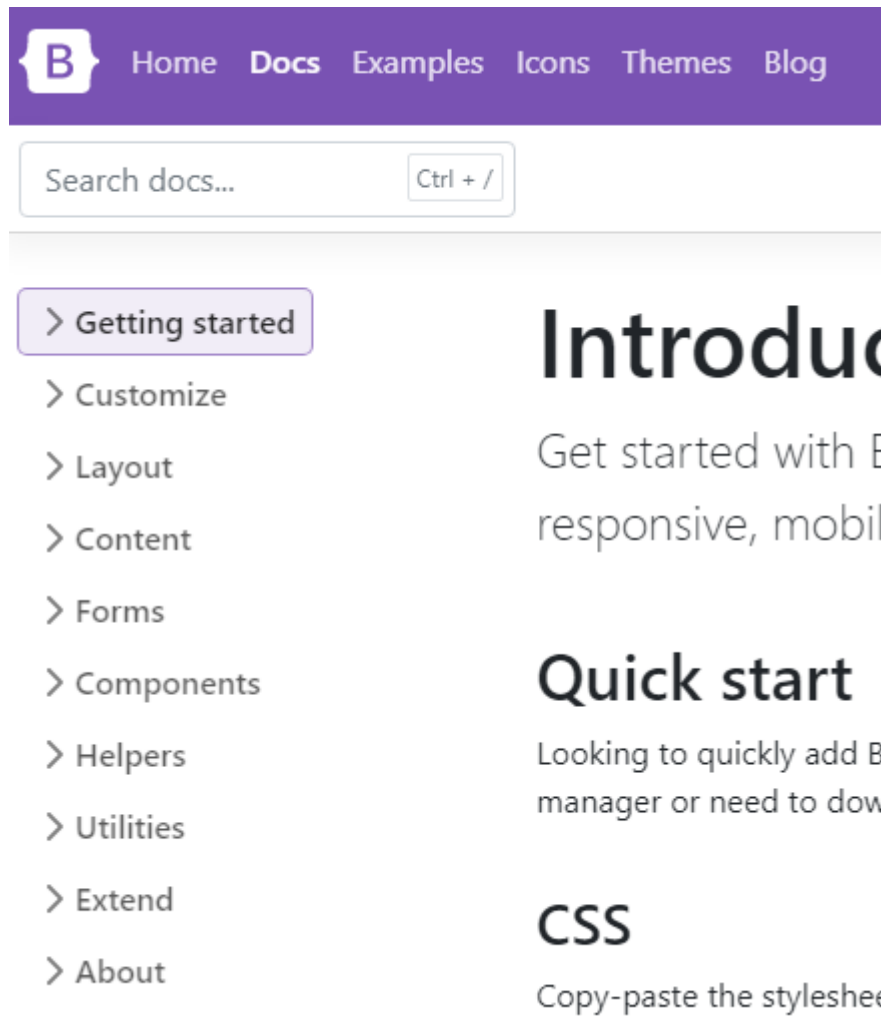 B Home Docs Examples Icons Themes Blog
Search docs... Ctrl + /
Getting started
Customize
Layout
Content
Forms
Components
Helpers
Utilities
Extend
About
Introduc
Get started with B
responsive, mobil
Quick start
Looking to quickly add B
manager or need to dow
CSS
Copy-paste the styleshee